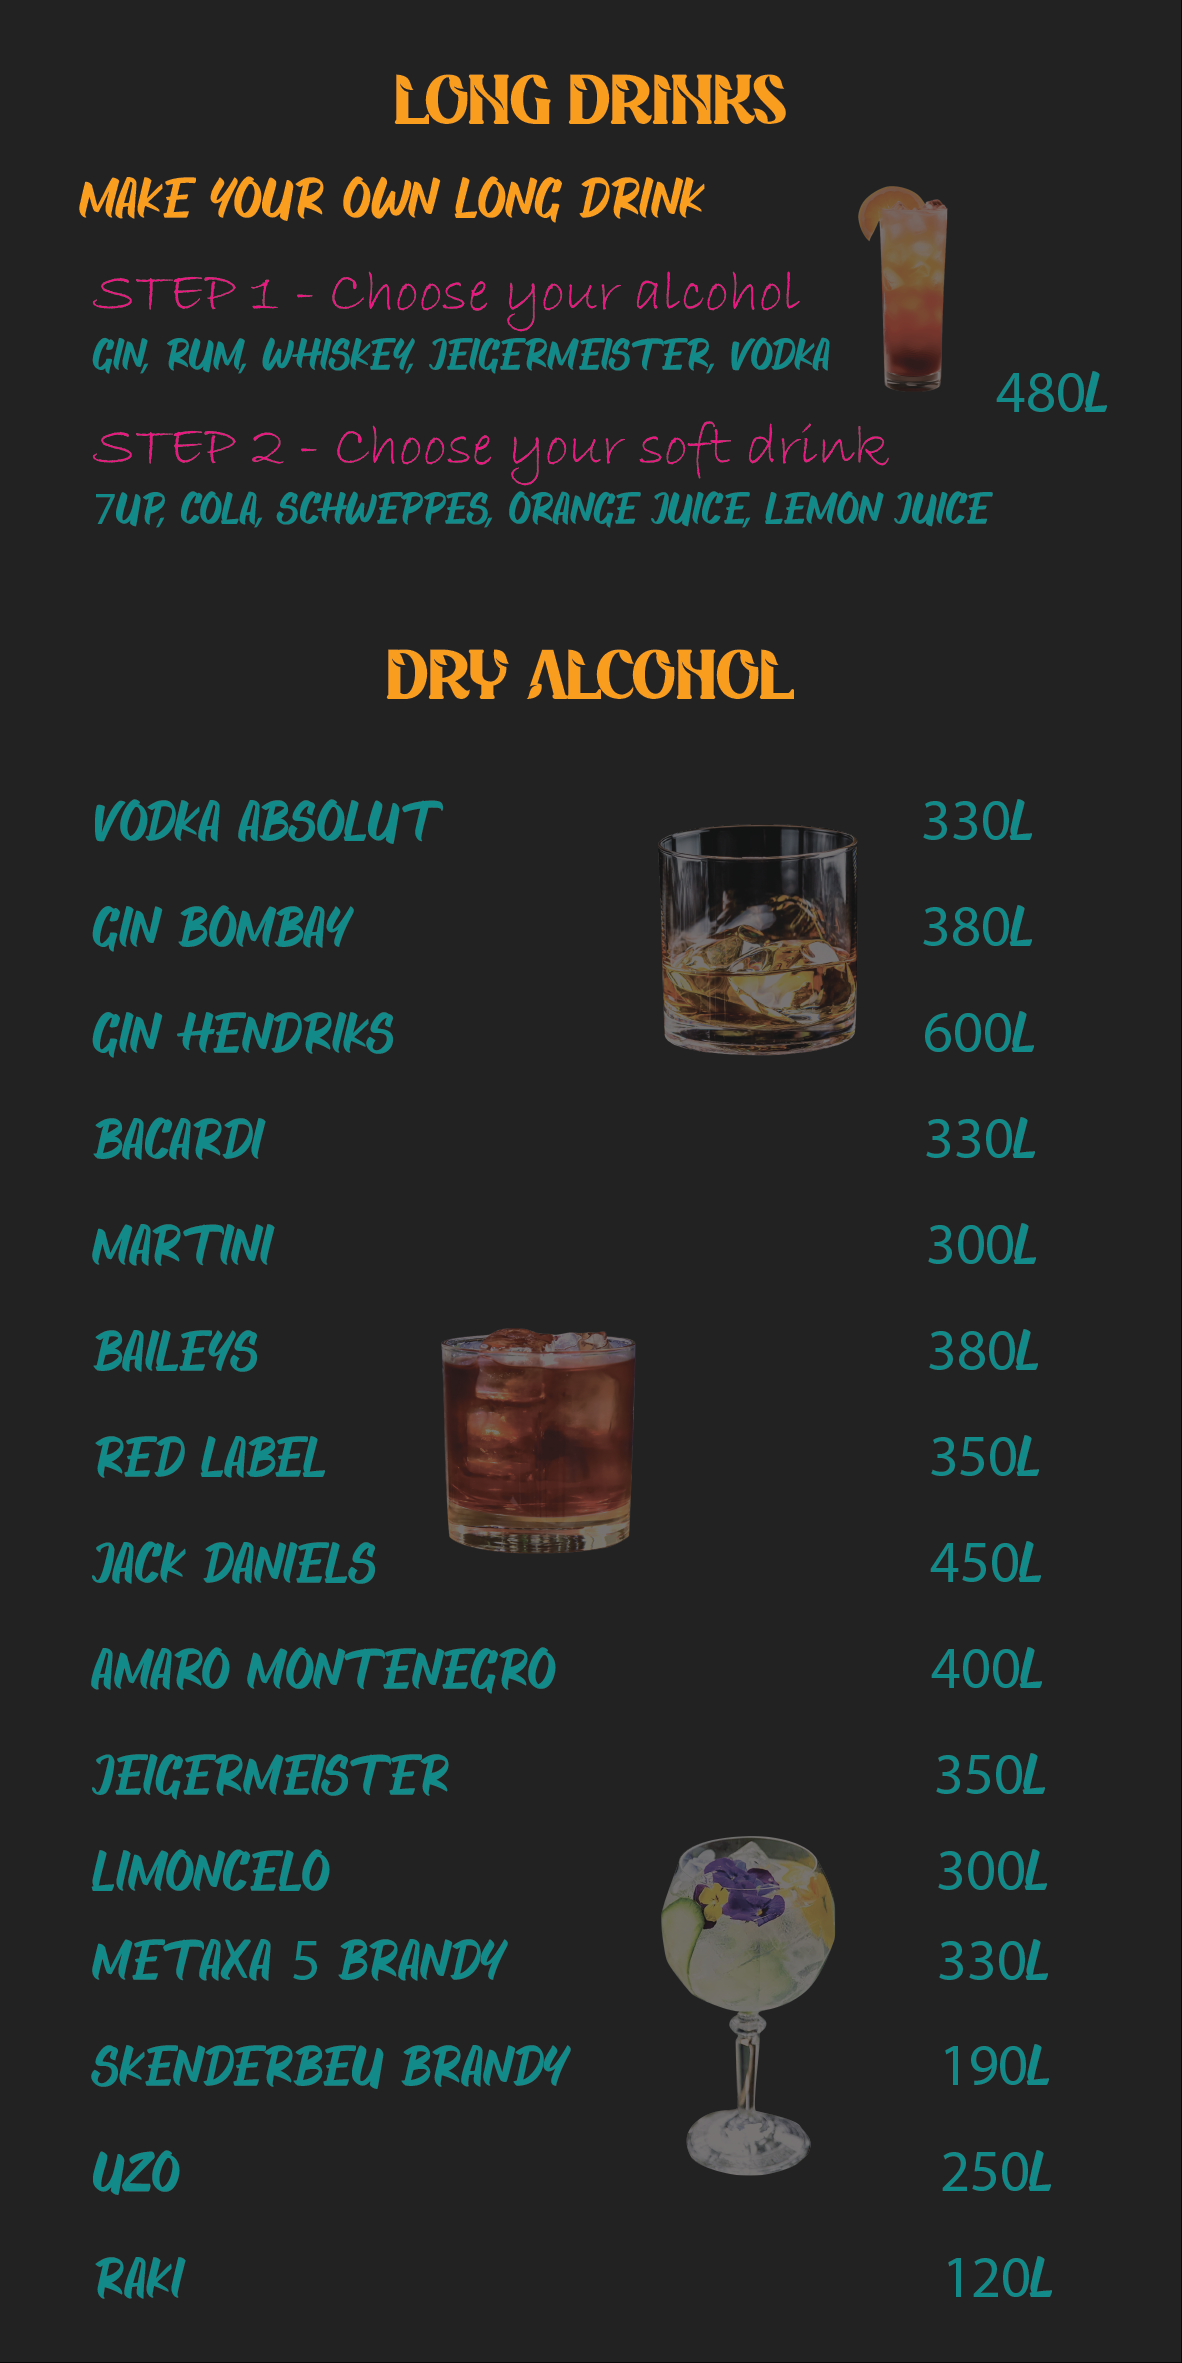 LONG DRINKS
MAKE YOUR OWN LONG DRINK
STEP 1 - Choose your alcohol
GIN, RUM, WHISKEY, JEIGERMEISTER, VODKA
480L
STEP 2 - Choose your soft drink
7UP, COLA, SCHWEPPES, ORANGE JUICE, LEMON JUICE
DRY ALCOHOL
VODKA ABSOLUT 330L
GIN BOMBAY 380L
GIN HENDRIKS 600L
BACARDI 330L
MARTINI 300L
BAILEYS 380L
RED LABEL 350L
JACK DANIELS 450L
AMARO MONTENEGRO 400L
JEIGERMEISTER 350L
LIMONCELO 300L
METAXA 5 BRANDY 330L
SKENDERBEU BRANDY 190L
UZO 250L
RAKI 120L